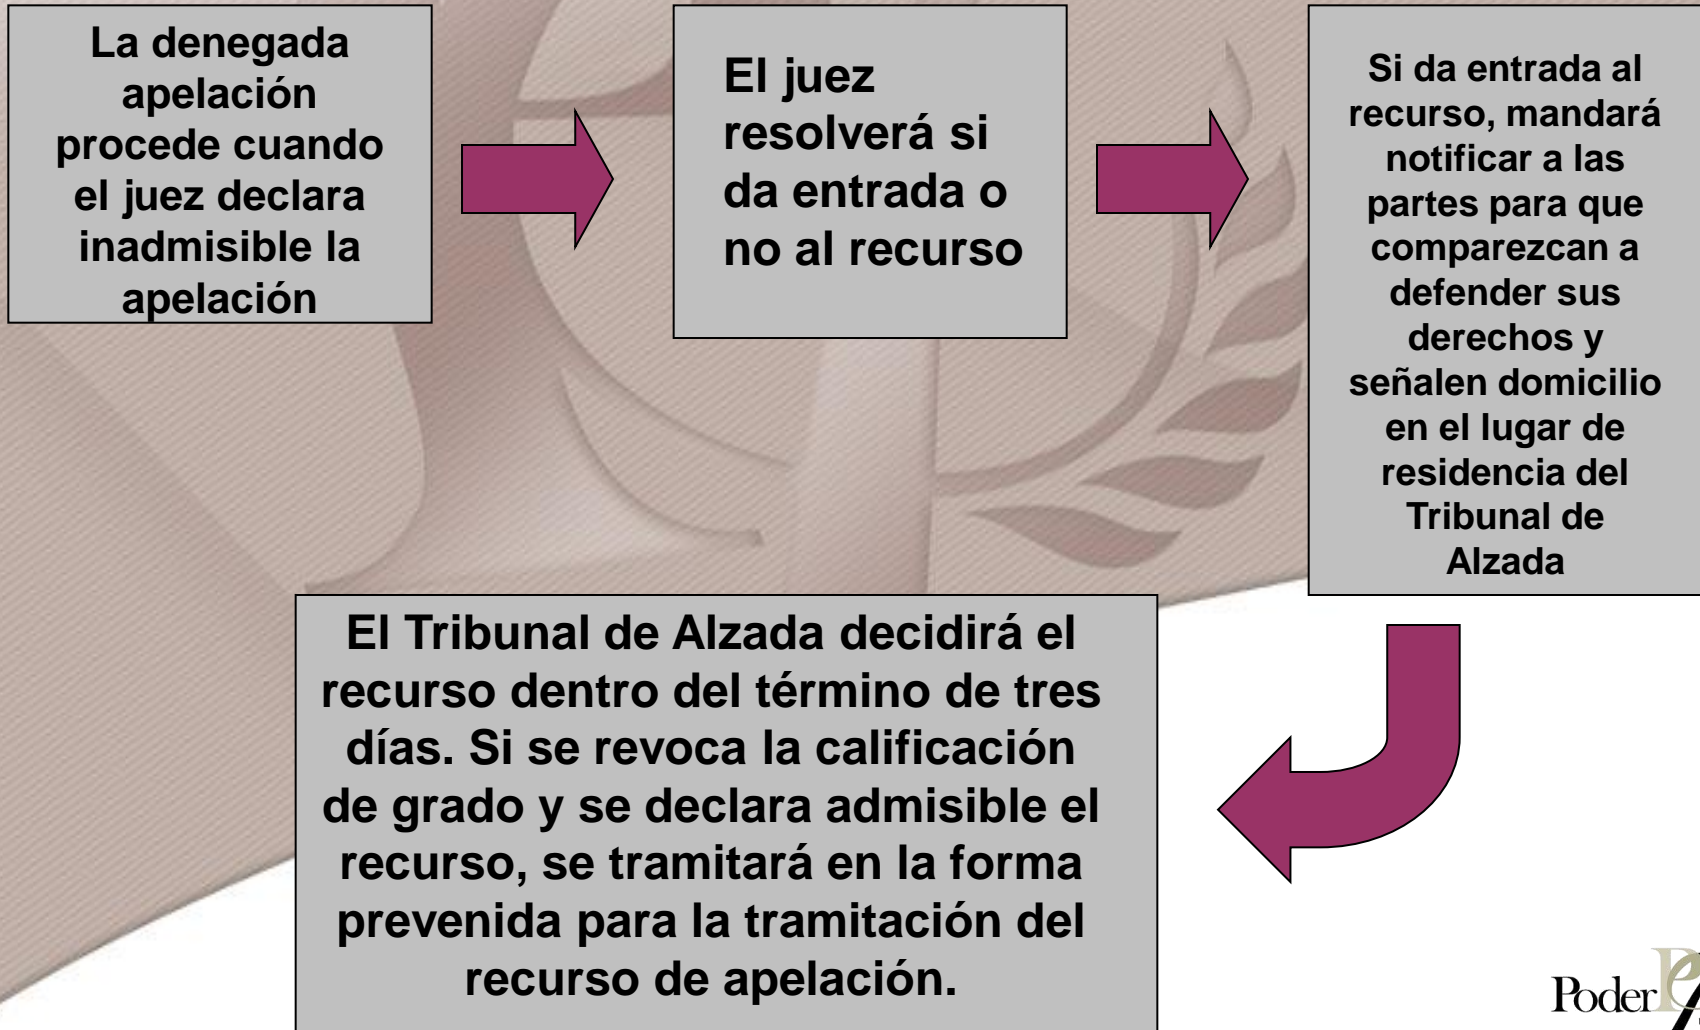 La denegada
apelación
procede cuando
el juez declara
inadmisible la
apelación
El juez
resolverá si
da entrada o
no al recurso
Si da entrada al
recurso, mandará
notificar a las
partes para que
comparezcan a
defender sus
derechos y
señalen domicilio
en el lugar de
residencia del
Tribunal de
Alzada
El Tribunal de Alzada decidirá el
recurso dentro del término de tres
días. Si se revoca la calificación
de grado y se declara admisible el
recurso, se tramitará en la forma
prevenida para la tramitación del
recurso de apelación.
Poder